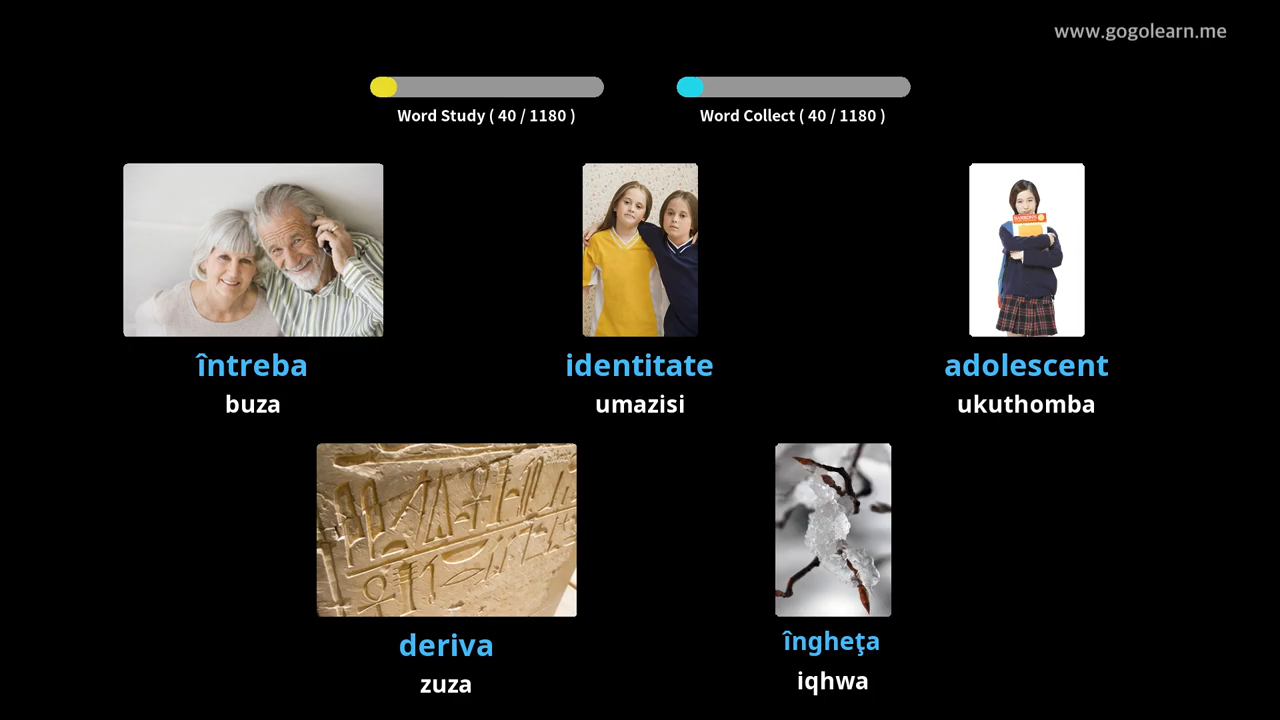 www.gogolearn.me
Word Study ( 40 / 1180 )
Word Collect ( 40 / 1180 )
întreba
buza
identitate
umazisi
adolescent
ukuthomba
deriva
zuza
îngheţa
iqhwa